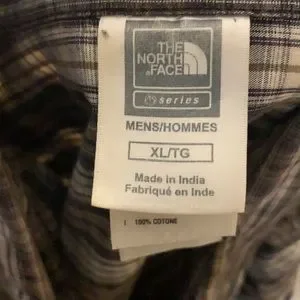 THE
NORTH
FACE
series
MENS/HOMMES
XL/TG
Made in India
Fabriqué en Inde
I 100% COTONE